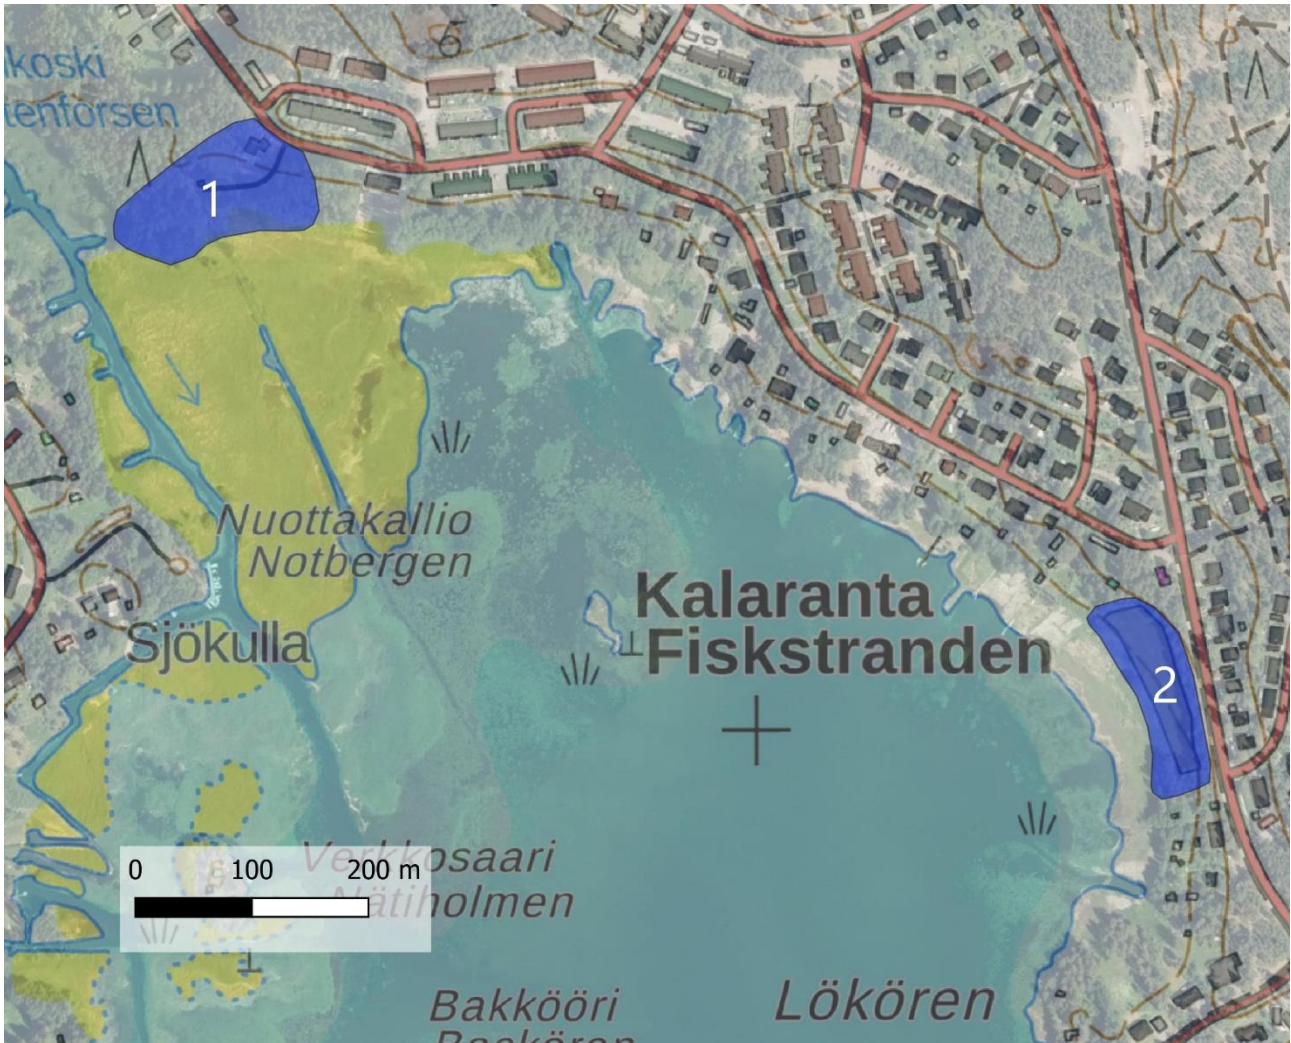 koski
tenforsen
1
Nuottakallio
Notbergen
Kalaranta
Fiskstranden
Sjökulla
2
Verkkosaari
Nätiholmen
0 100 200 m
Bakkööri
Lökören